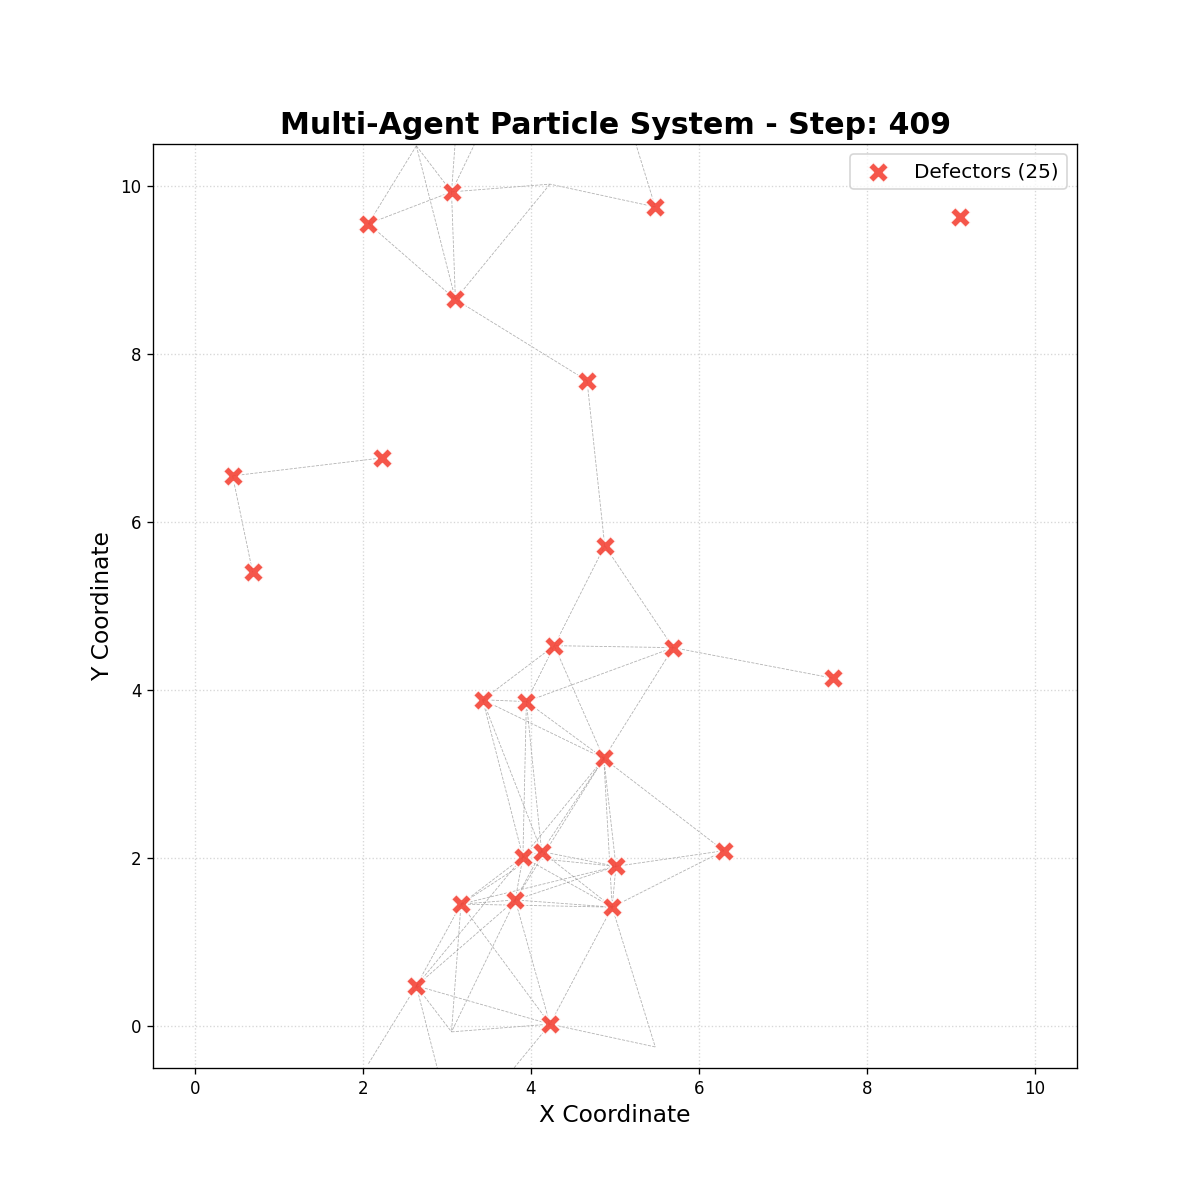 Multi-Agent Particle System - Step: 409
Defectors (25)
10
8
6
4
2
0
Y Coordinate
0 2 4 6 8 10
X Coordinate